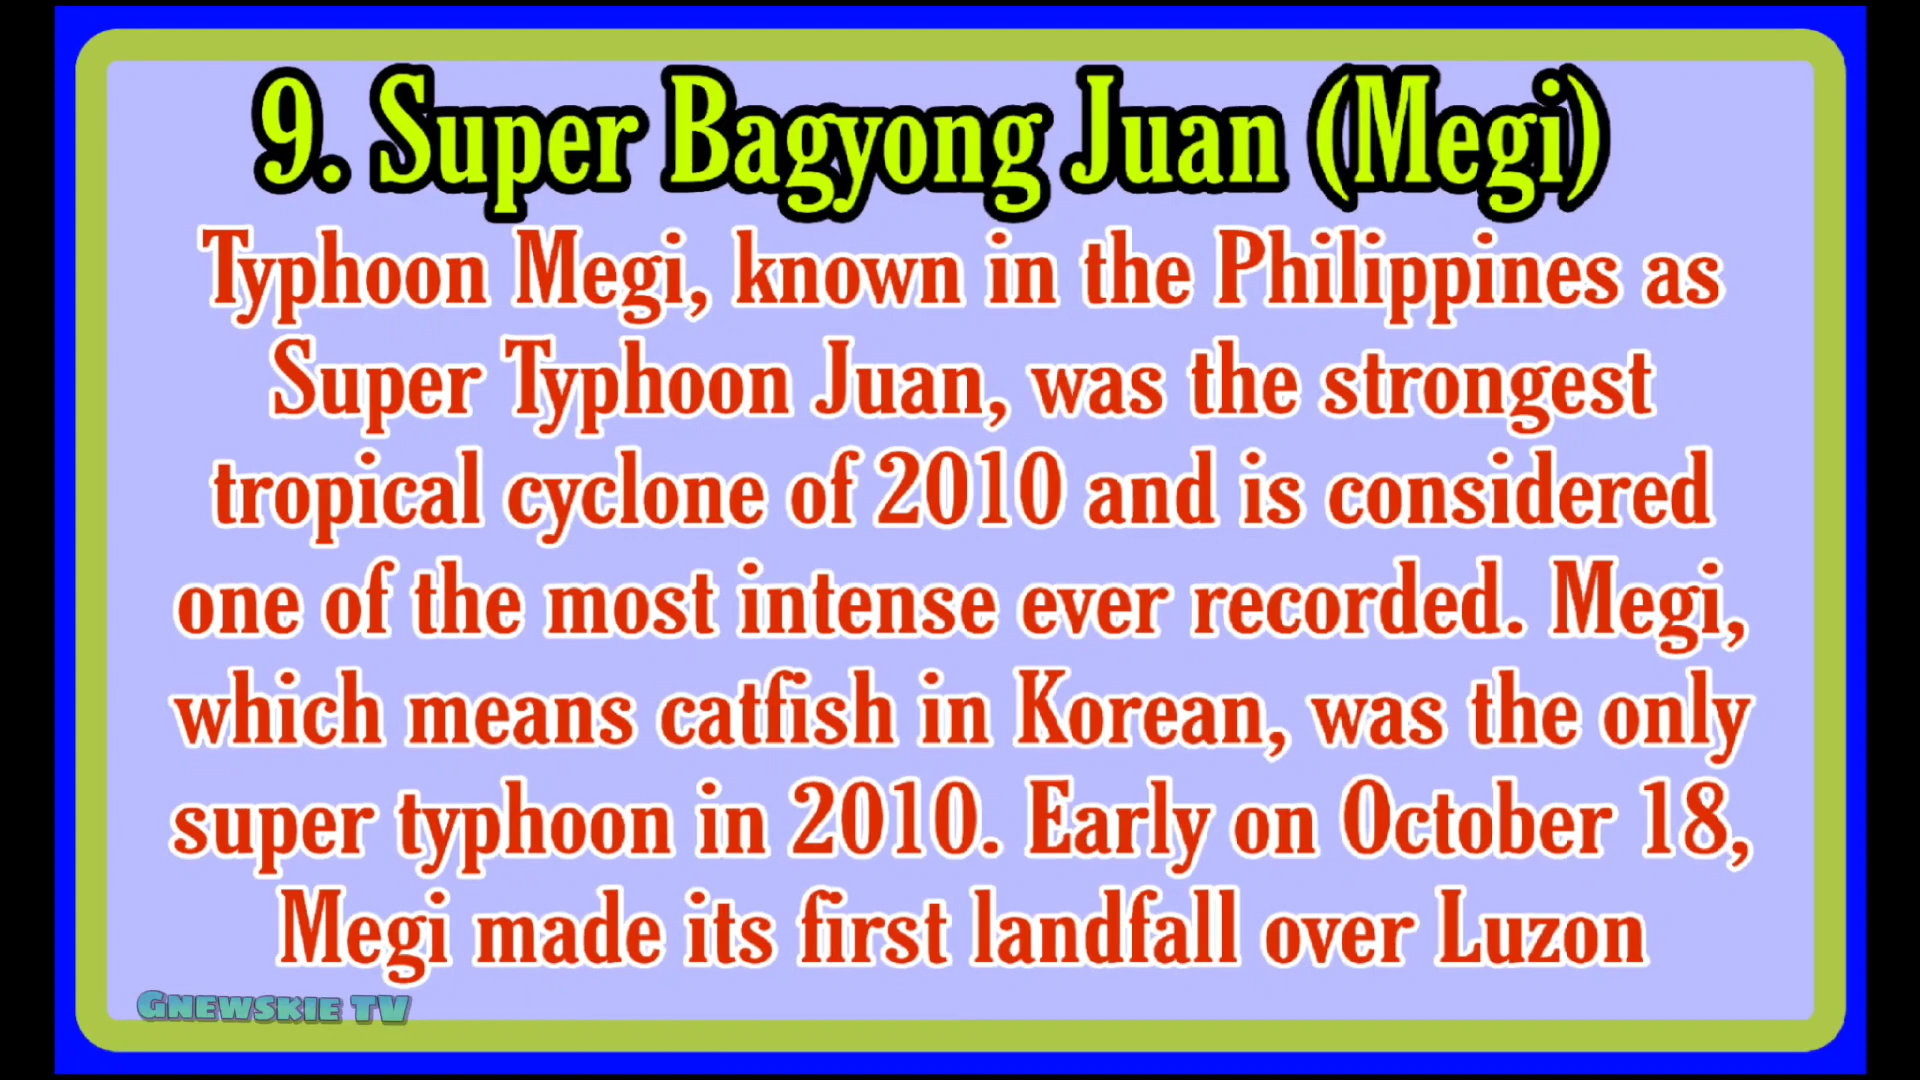 9. Super Bagyong Juan (Megi)
Typhoon Megi, known in the Philippines as
Super Typhoon Juan, was the strongest
tropical cyclone of 2010 and is considered
one of the most intense ever recorded. Megi,
which means catfish in Korean, was the only
super typhoon in 2010. Early on October 18,
Megi made its first landfall over Luzon
GNEWSKIE TV